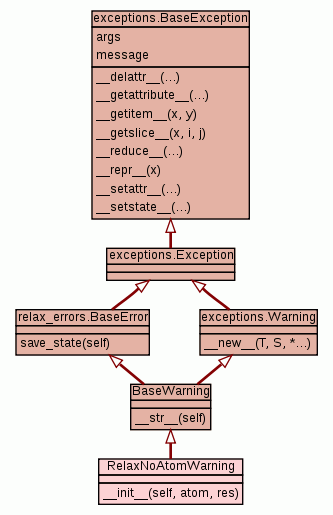 exceptions.BaseException
args
message
__delattr__(...)
__getattribute__(...)
__getitem__(x, y)
__getslice__(x, i, j)
__reduce__(...)
__repr__(x)
__setattr__(...)
__setstate__(...)
exceptions.Exception
relax_errors.BaseError
save_state(self)
exceptions.Warning
__new__(T, S, *...)
BaseWarning
__str__(self)
RelaxNoAtomWarning
__init__(self, atom, res)